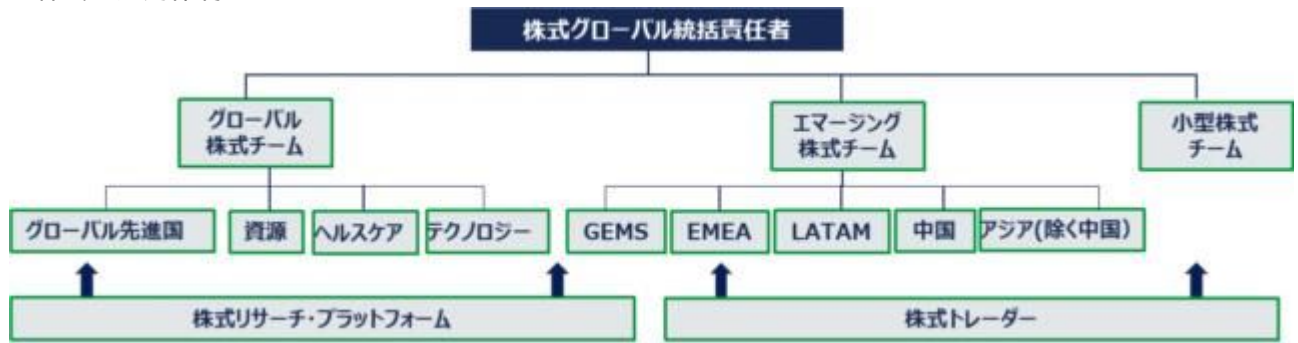 株式グローバル統括責任者
グローバル
株式チーム
エマージング
株式チーム
小型株式
チーム
グローバル先進国
資源
ヘルスケア
テクノロジー
GEMS
EMEA
LATAM
中国
アジア(除く中国)
株式リサーチ・プラットフォーム
株式トレーダー